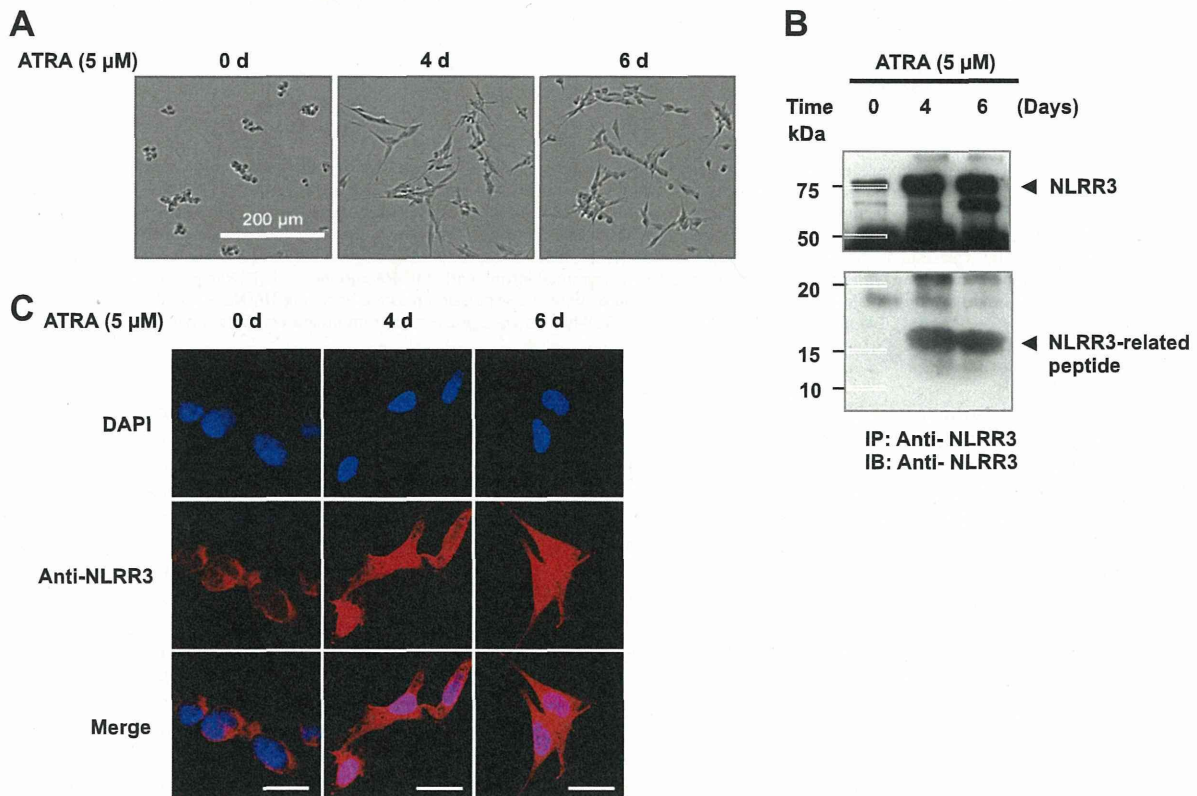 A
ATRA (5 µM) 0 d 4 d 6 d
200 µm
B
ATRA (5 µM)
Time 0 4 6 (Days)
kDa
75
NLRR3
50
20
NLRR3-related
peptide
15
10
IP: Anti- NLRR3
IB: Anti- NLRR3
C
ATRA (5 µM) 0 d 4 d 6 d
DAPI
Anti-NLRR3
Merge